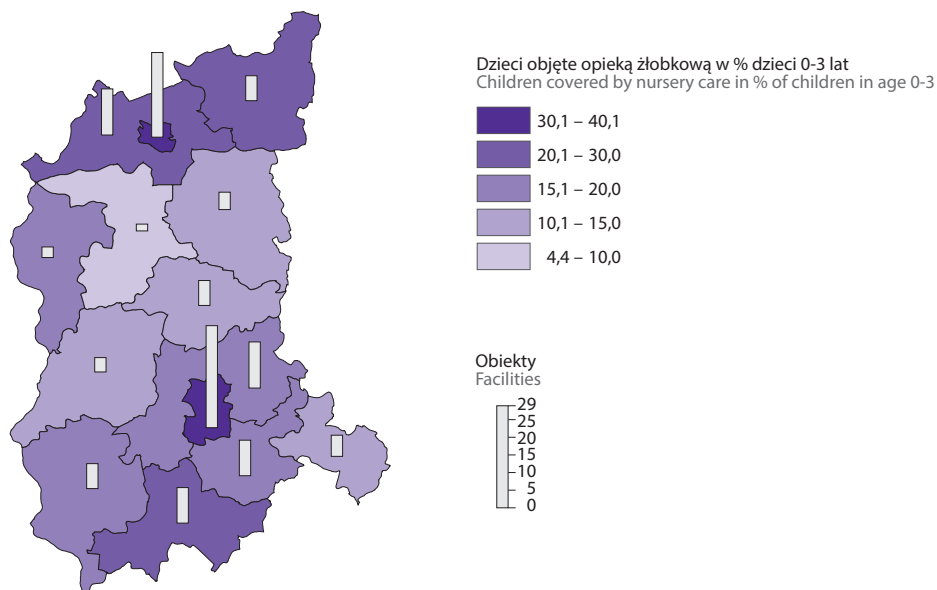 Dzieci objęte opieką żłobkową w % dzieci 0-3 lat
Children covered by nursery care in % of children in age 0-3
30,1 – 40,1
20,1 – 30,0
15,1 – 20,0
10,1 – 15,0
4,4 – 10,0
Obiekty
Facilities
29
25
20
15
10
5
0